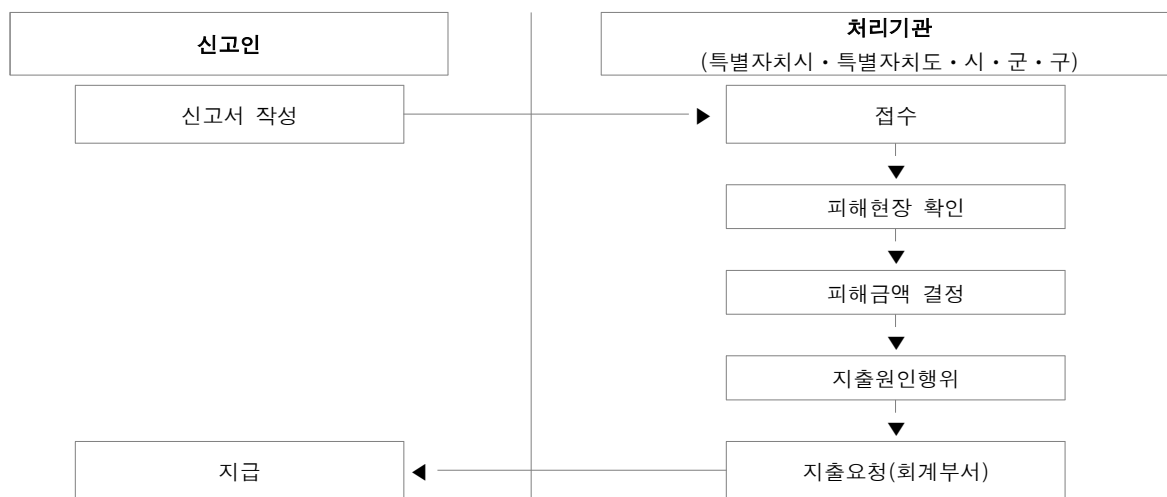 신고인
처리기관
(특별자치시・특별자치도・시・군・구)
신고서 작성
접수
피해현장 확인
피해금액 결정
지출원인행위
지급
지출요청(회계부서)